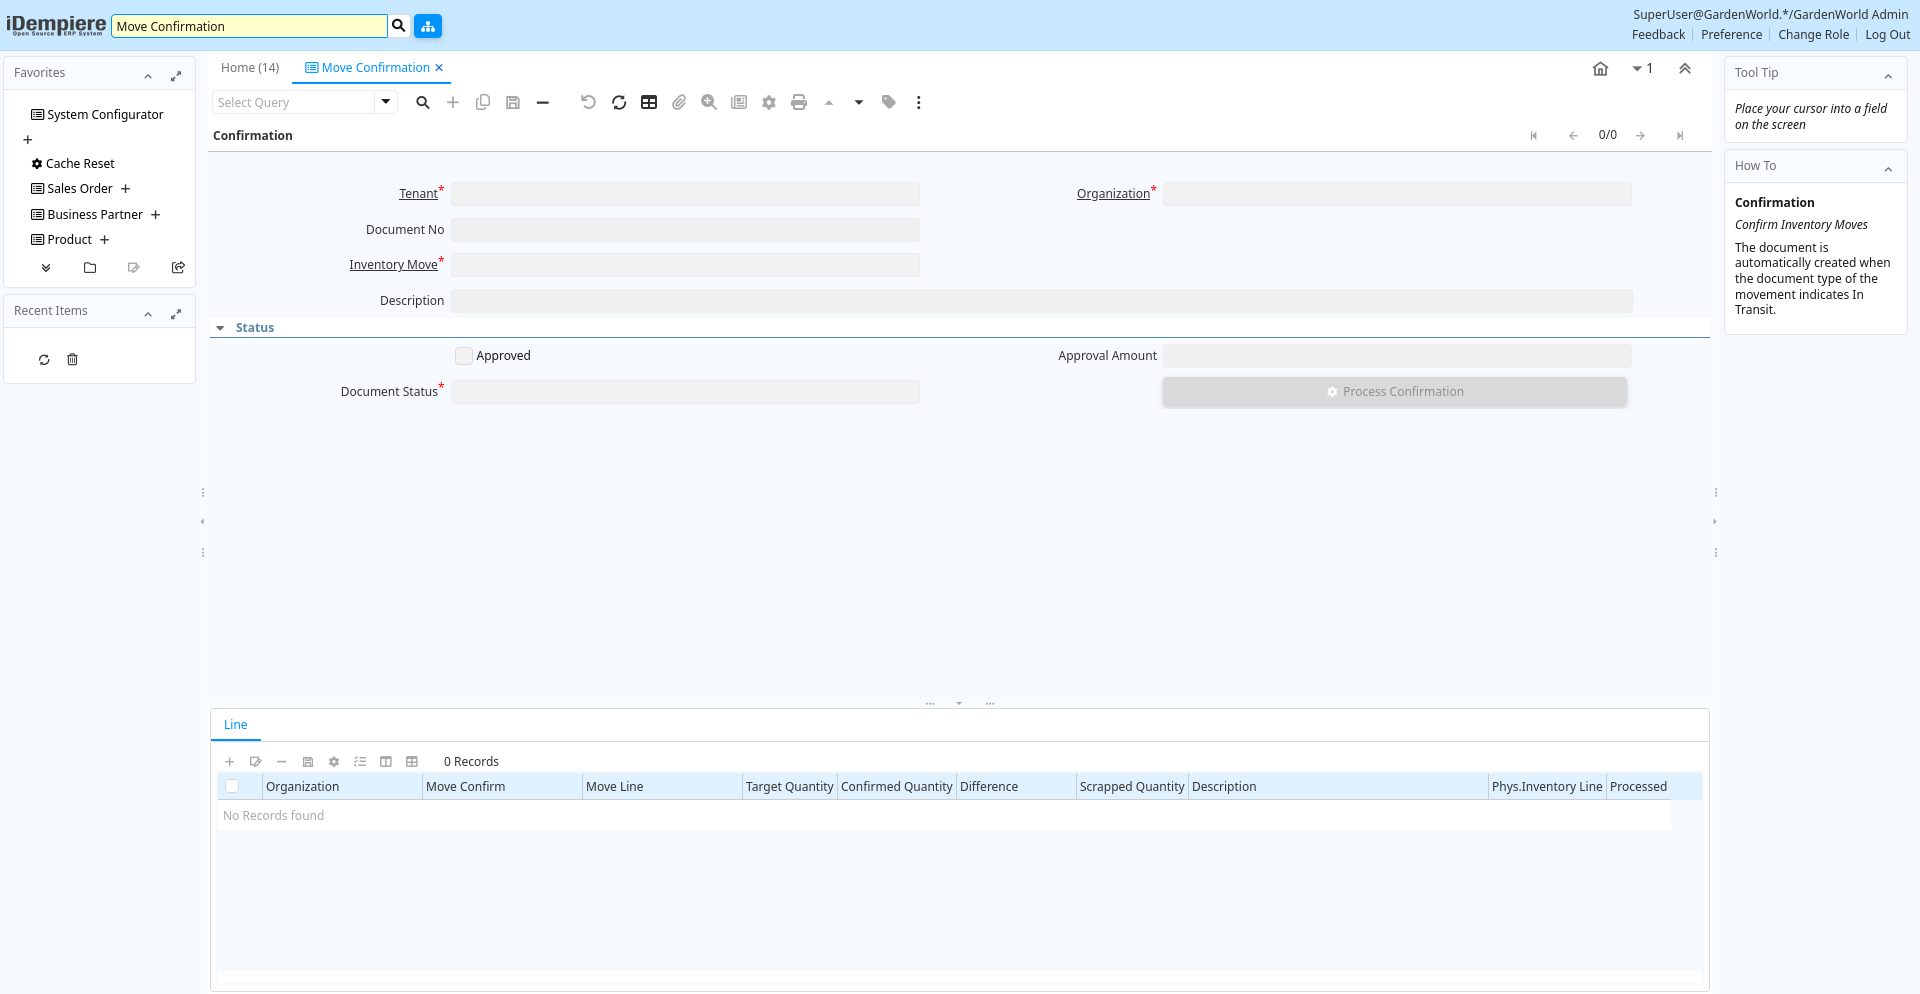 iDempiere
Open Source ERP System
Move Confirmation
SuperUser@GardenWorld.*/GardenWorld Admin
Feedback
Preference
Change Role
Log Out
Favorites
System Configurator
Cache Reset
Sales Order
Business Partner
Product
Recent Items
Home (14)
Move Confirmation
1
Select Query
Confirmation
0/0
Tenant*
Organization*
Document No
Inventory Move*
Description
Status
Approved
Approval Amount
Document Status*
Process Confirmation
Line
0 Records
Organization
Move Confirm
Move Line
Target Quantity
Confirmed Quantity
Difference
Scrapped Quantity
Description
Phys.Inventory Line
Processed
No Records found
Tool Tip
Place your cursor into a field
on the screen
How To
Confirmation
Confirm Inventory Moves
The document is
automatically created when
the document type of the
movement indicates In
Transit.